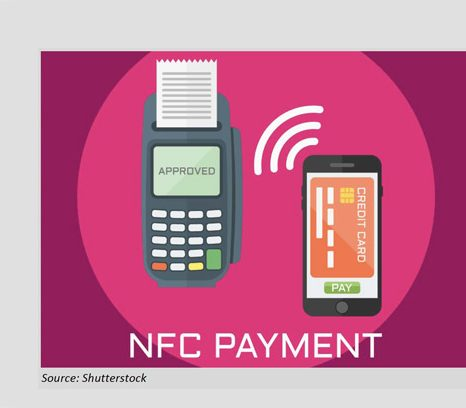 APPROVED
CREDIT CARD
PAY
NFC PAYMENT
Source: Shutterstock